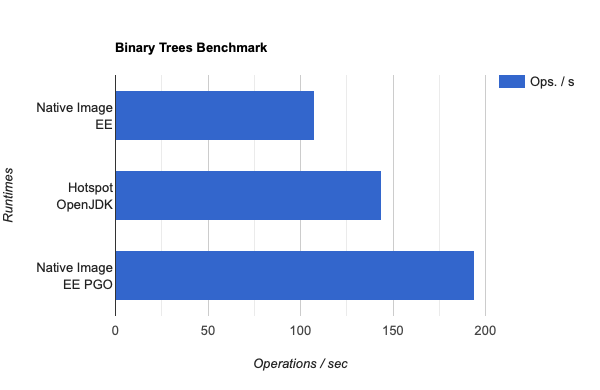 Binary Trees Benchmark
Ops. / s
Native Image
EE
Hotspot
OpenJDK
Native Image
EE PGO
Runtimes
0 50 100 150 200
Operations / sec